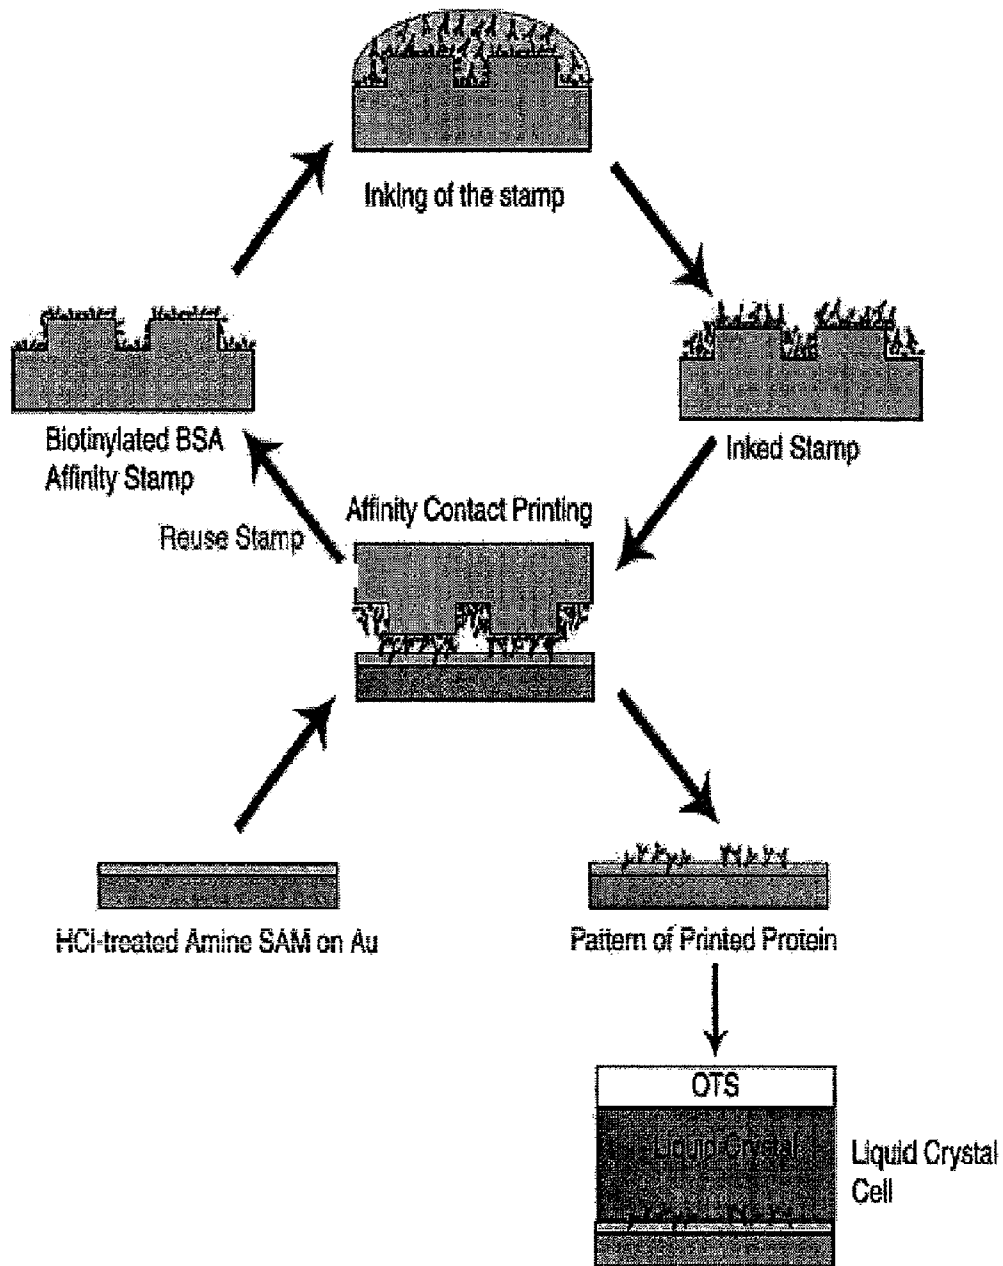 Inking of the stamp
Biotinylated BSA
Affinity Stamp
Inked Stamp
Reuse Stamp
Affinity Contact Printing
HCl-treated Amine SAM on Au
Pattern of Printed Protein
OTS
Liquid Crystal
Liquid Crystal
Cell